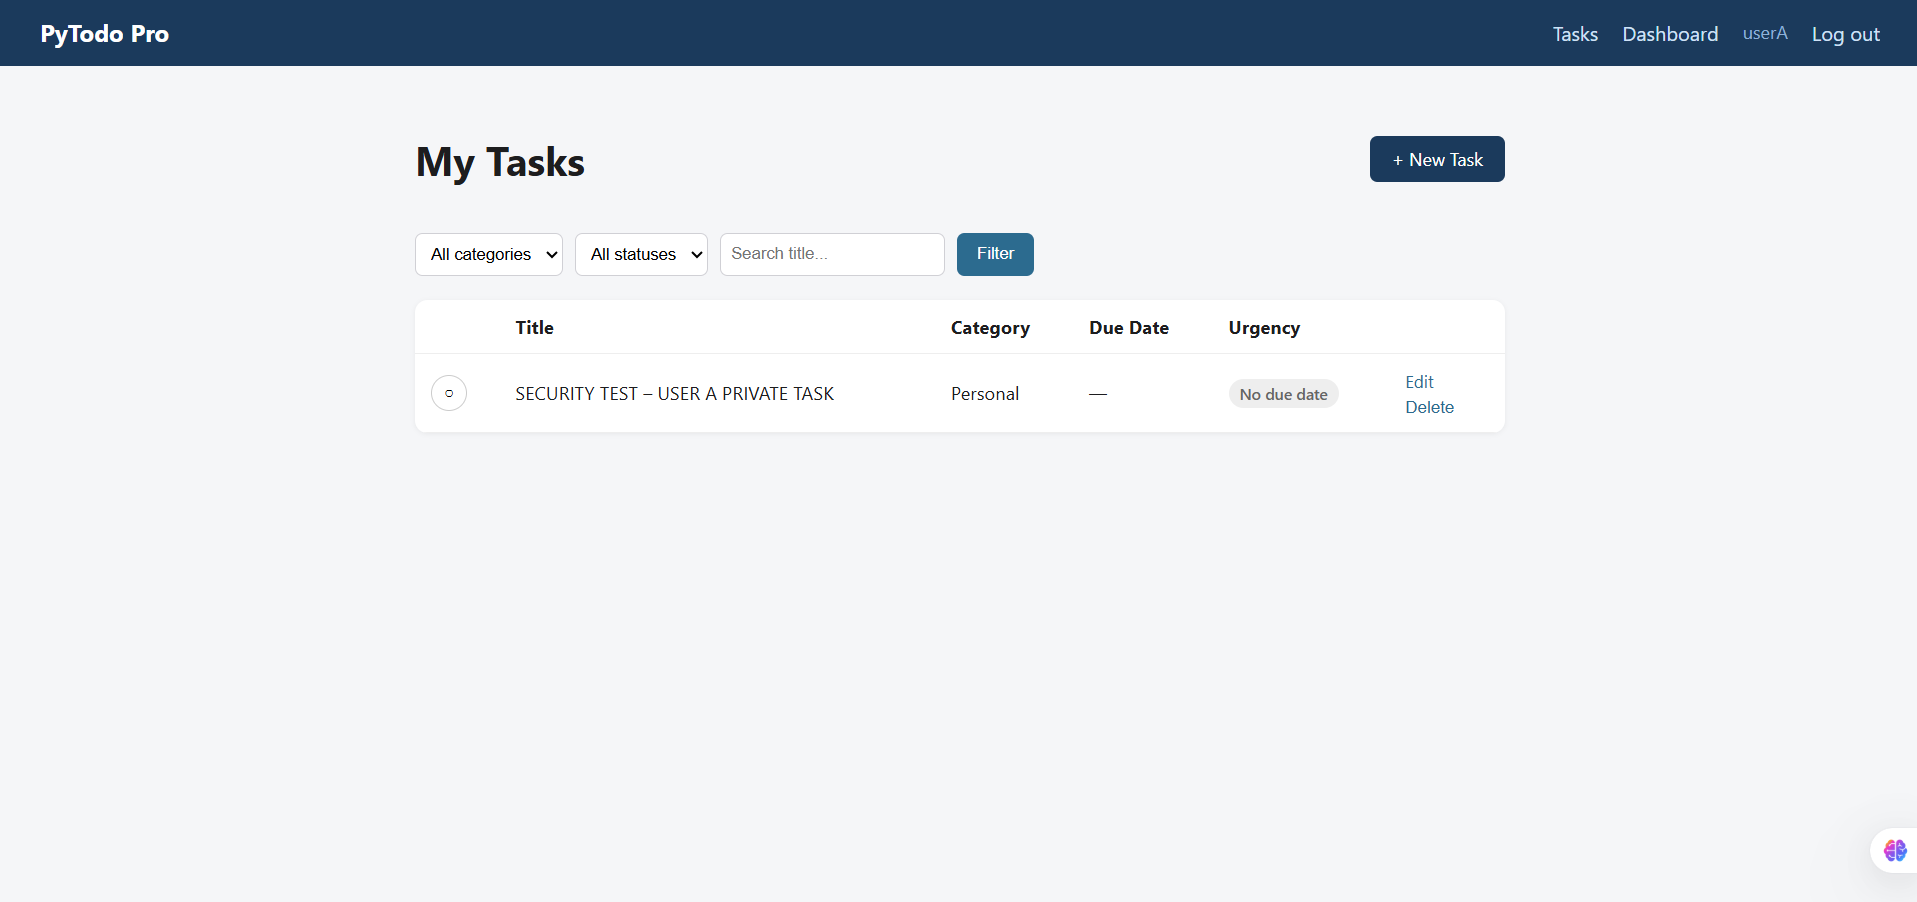 PyTodo Pro
Tasks Dashboard userA Log out
My Tasks
+ New Task
All categories All statuses Search title... Filter
Title Category Due Date Urgency
SECURITY TEST – USER A PRIVATE TASK Personal — No due date Edit
Delete